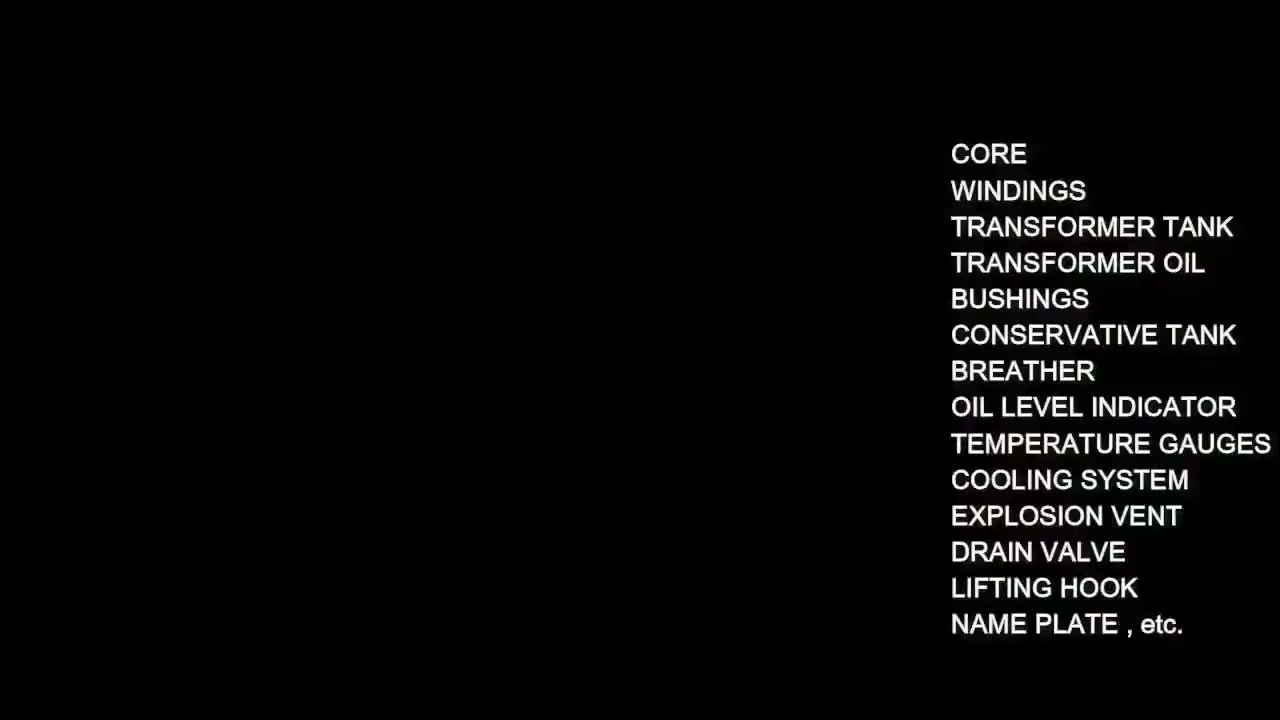 CORE
WINDINGS
TRANSFORMER TANK
TRANSFORMER OIL
BUSHINGS
CONSERVATIVE TANK
BREATHER
OIL LEVEL INDICATOR
TEMPERATURE GAUGES
COOLING SYSTEM
EXPLOSION VENT
DRAIN VALVE
LIFTING HOOK
NAME PLATE , etc.